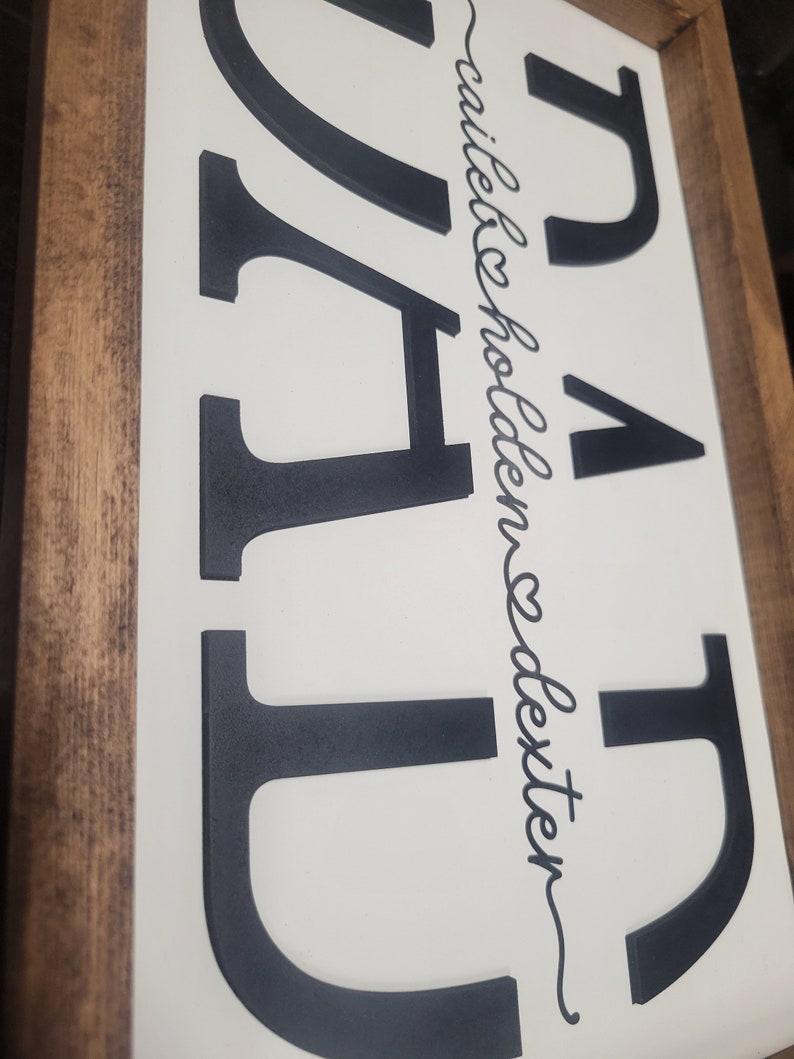 DAD
caileb ♡ holden ♡ dexter